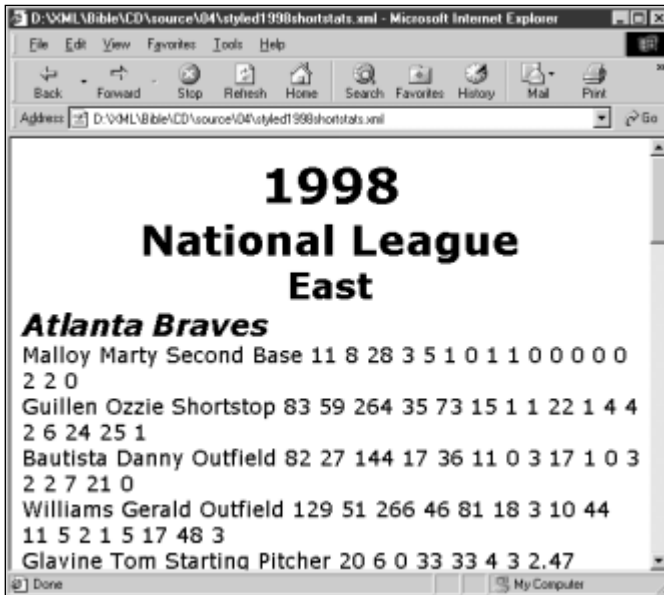 D:\XML\Bible\CD\source\04\styled1998shortstats.xml - Microsoft Internet Explorer
File Edit View Favorites Tools Help
Back Forward Stop Refresh Home Search Favorites History Mail Print
Address D:\XML\Bible\CD\source\04\styled1998shortstats.xml Go
1998
National League
East
Atlanta Braves
Malloy Marty Second Base 11 8 28 3 5 1 0 1 1 0 0 0 0 0
2 2 0
Guillen Ozzie Shortstop 83 59 264 35 73 15 1 1 22 1 4 4
2 6 24 25 1
Bautista Danny Outfield 82 27 144 17 36 11 0 3 17 1 0 3
2 2 7 21 0
Williams Gerald Outfield 129 51 266 46 81 18 3 10 44
11 5 2 1 5 17 48 3
Glavine Tom Starting Pitcher 20 6 0 33 33 4 3 2.47
Done My Computer